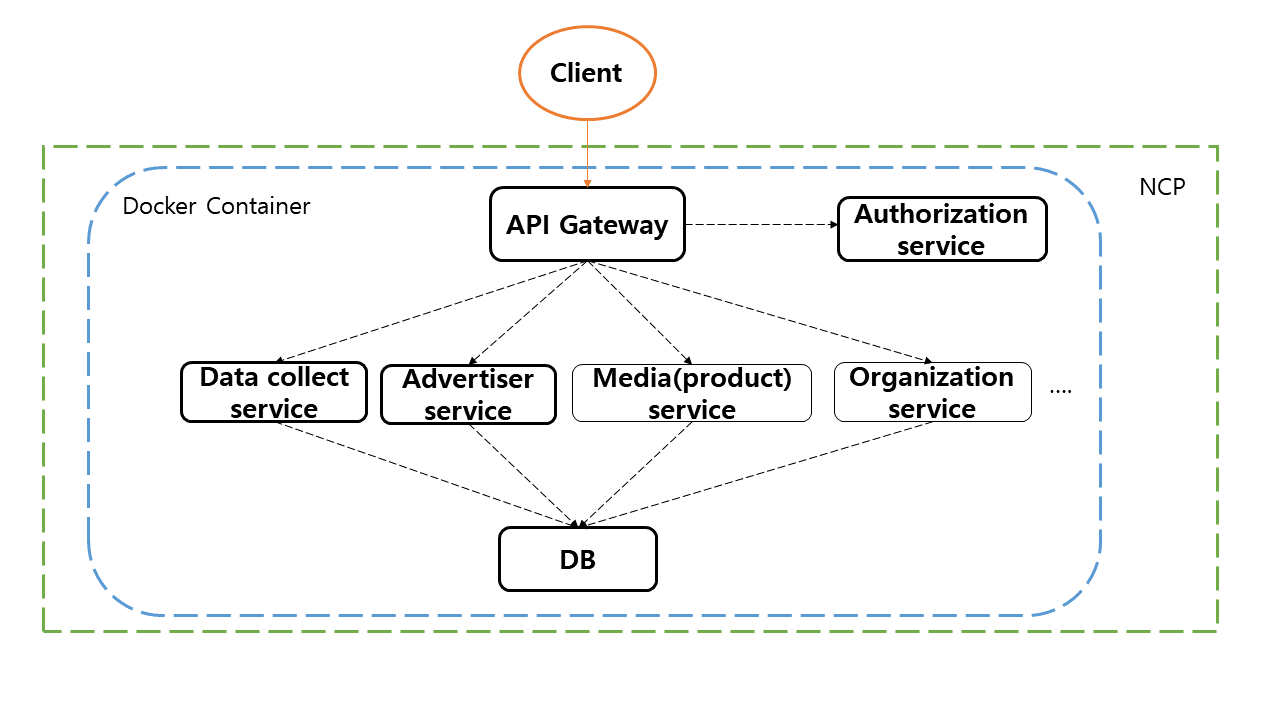 Client
NCP
Docker Container
API Gateway
Authorization
service
Data collect
service
Advertiser
service
Media(product)
service
Organization
service
....
DB